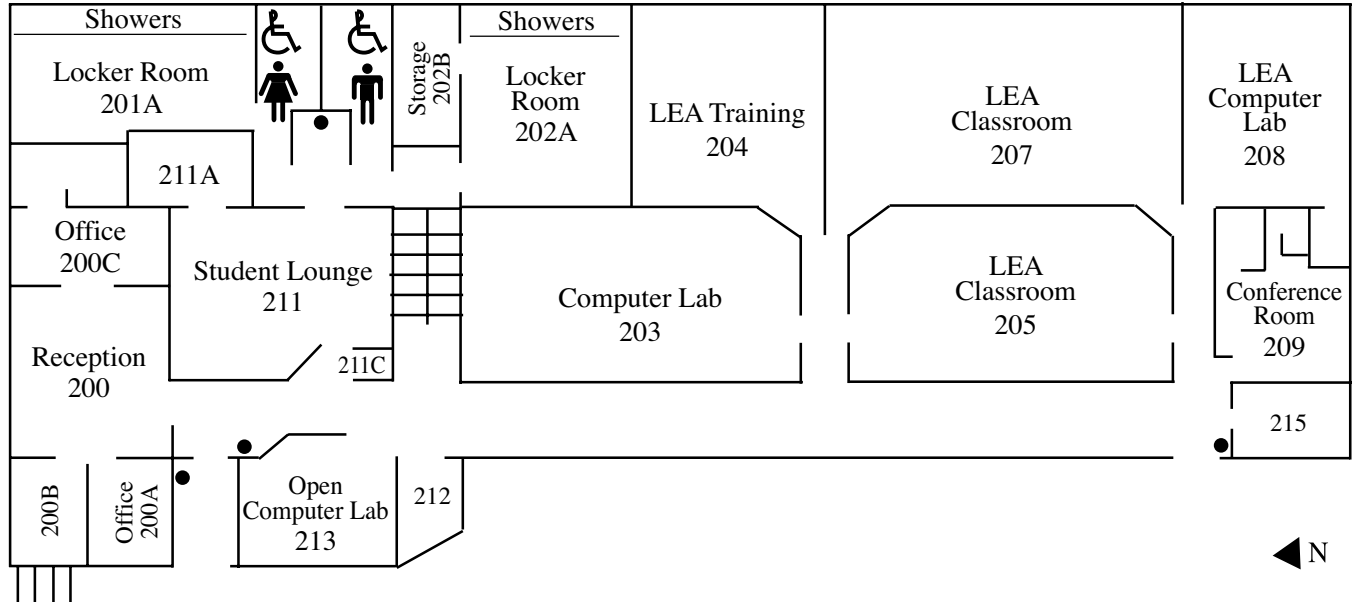 Showers
Locker Room
201A
Storage
202B
Showers
Locker
Room
202A
LEA Training
204
LEA
Classroom
207
LEA
Computer
Lab
208
211A
Office
200C
Student Lounge
211
Computer Lab
203
LEA
Classroom
205
Conference
Room
209
Reception
200
211C
215
200B
Office
200A
Open
Computer Lab
213
212
N